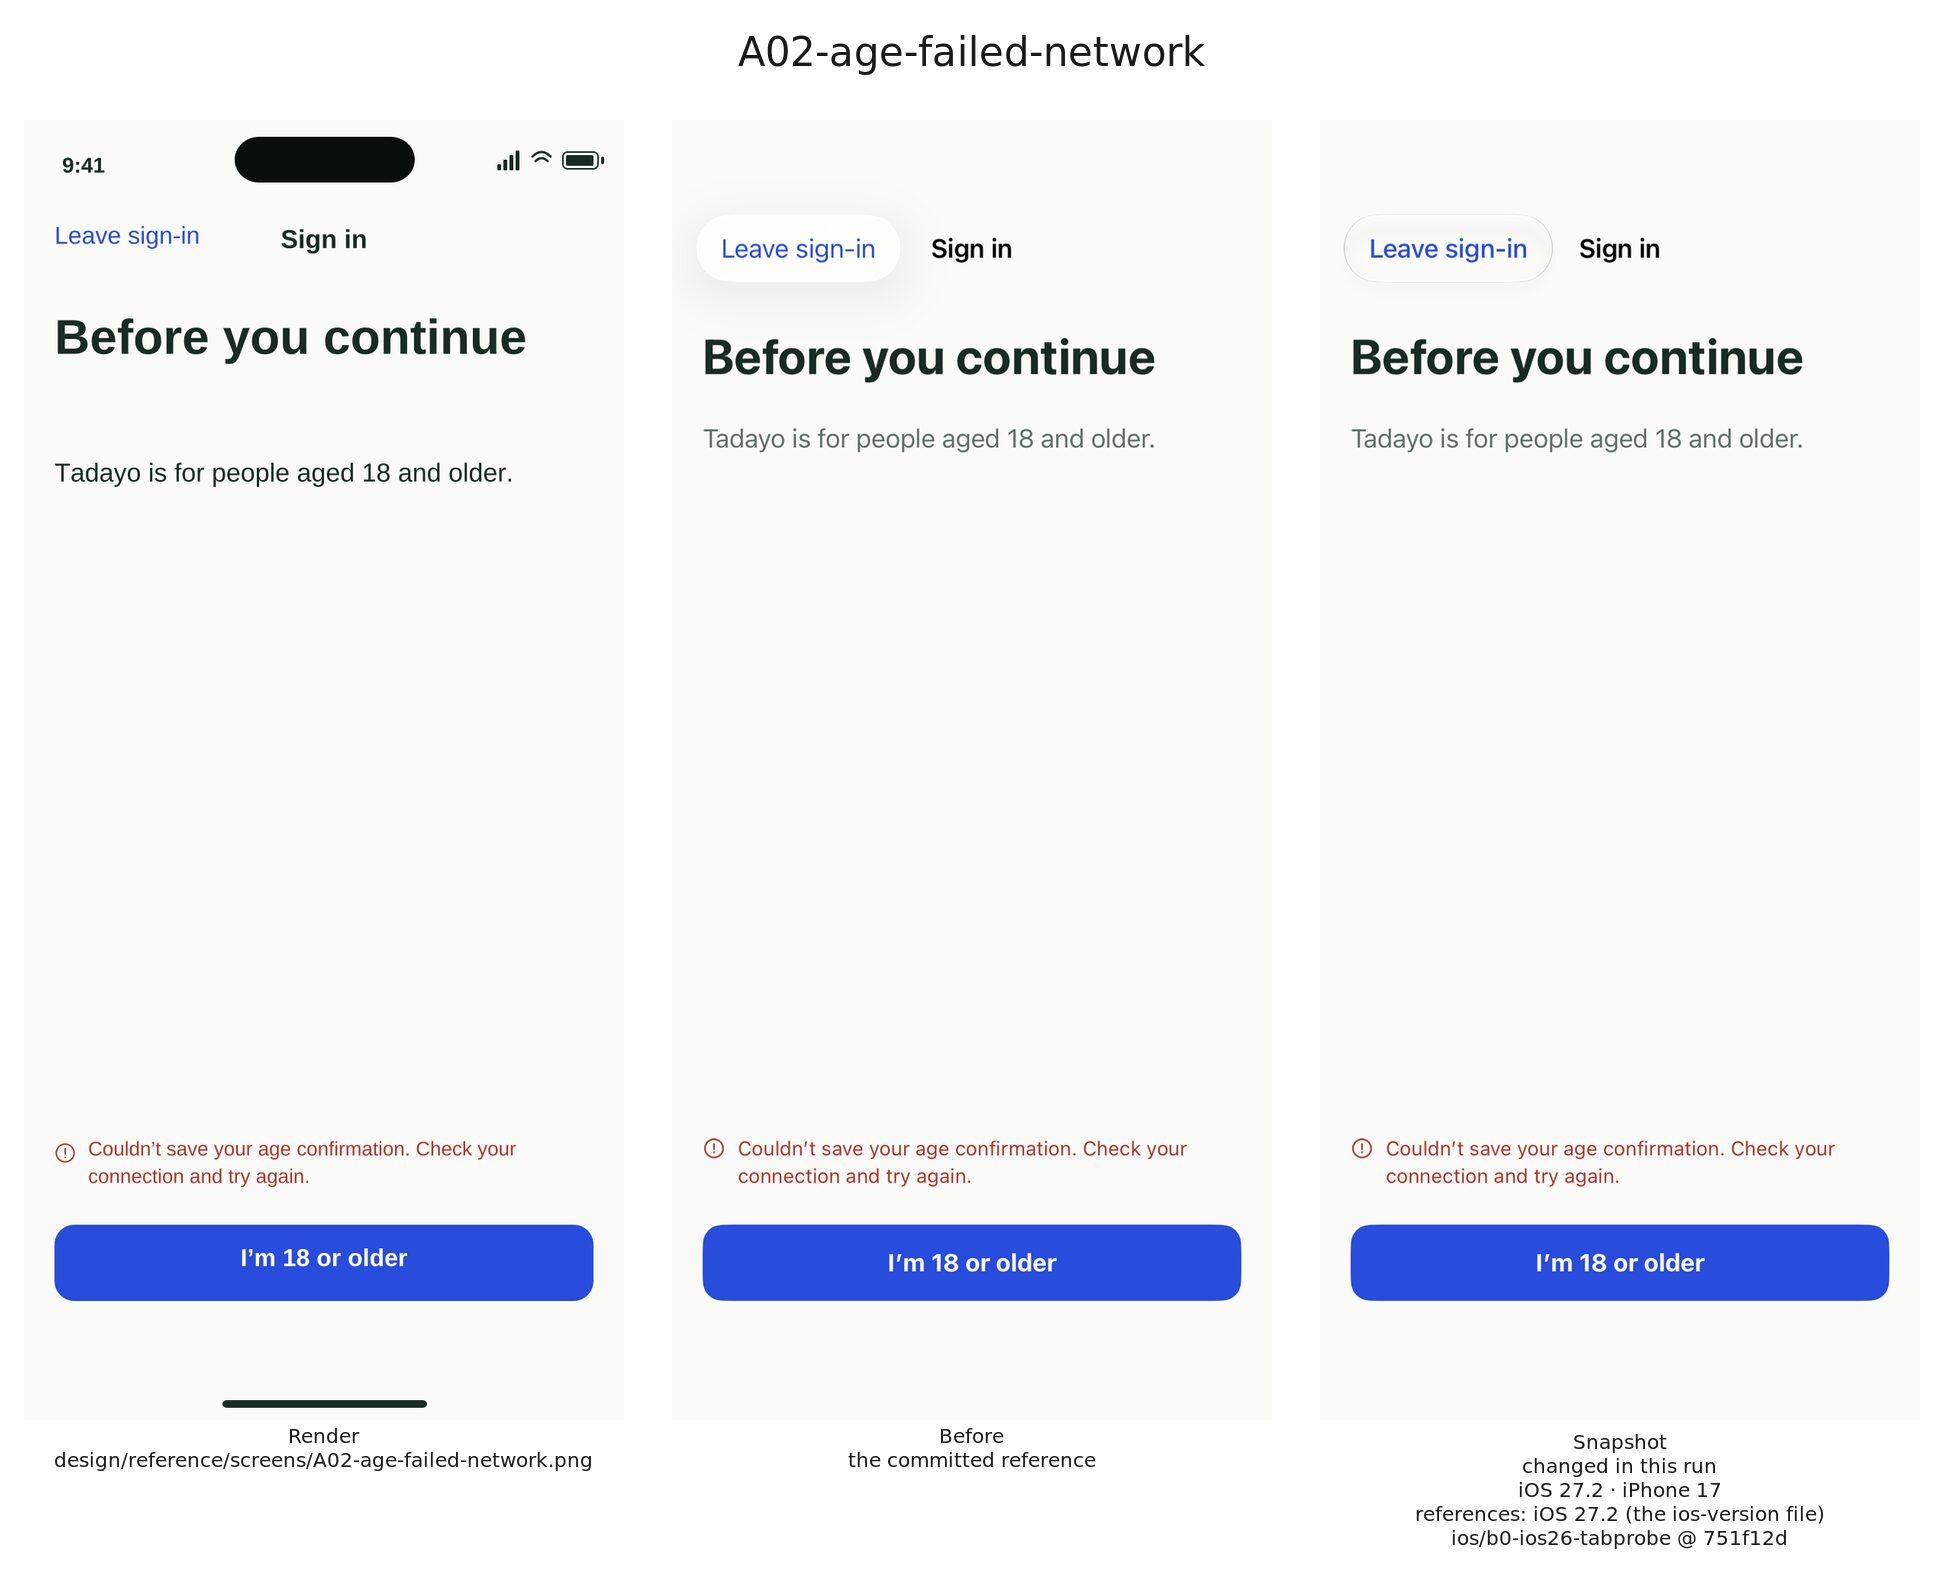 A02-age-failed-network
9:41
Leave sign-in
Sign in
Before you continue
Tadayo is for people aged 18 and older.
Couldn’t save your age confirmation. Check your
connection and try again.
I’m 18 or older
Render
design/reference/screens/A02-age-failed-network.png
Leave sign-in
Sign in
Before you continue
Tadayo is for people aged 18 and older.
Couldn’t save your age confirmation. Check your
connection and try again.
I’m 18 or older
Before
the committed reference
Leave sign-in
Sign in
Before you continue
Tadayo is for people aged 18 and older.
Couldn’t save your age confirmation. Check your
connection and try again.
I’m 18 or older
Snapshot
changed in this run
iOS 27.2 · iPhone 17
references: iOS 27.2 (the ios-version file)
ios/b0-ios26-tabprobe @ 751f12d